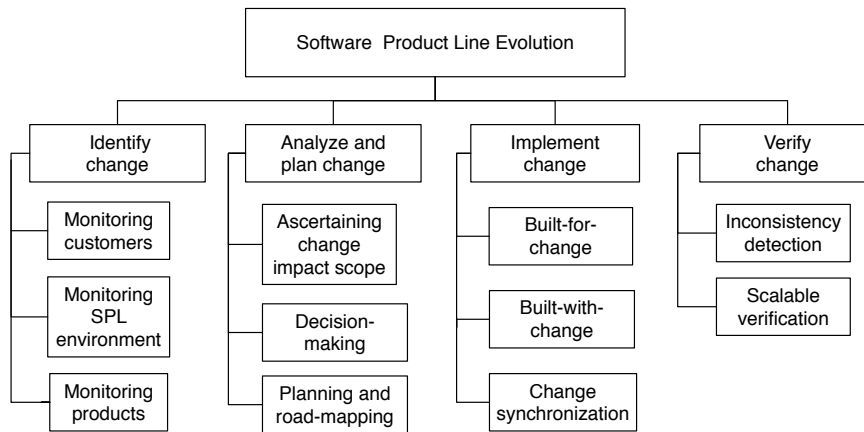 Software Product Line Evolution
Identify
change
Monitoring
customers
Monitoring
SPL
environment
Monitoring
products
Analyze and
plan change
Ascertaining
change
impact scope
Decision-
making
Planning and
road-mapping
Implement
change
Built-for-
change
Built-with-
change
Change
synchronization
Verify
change
Inconsistency
detection
Scalable
verification